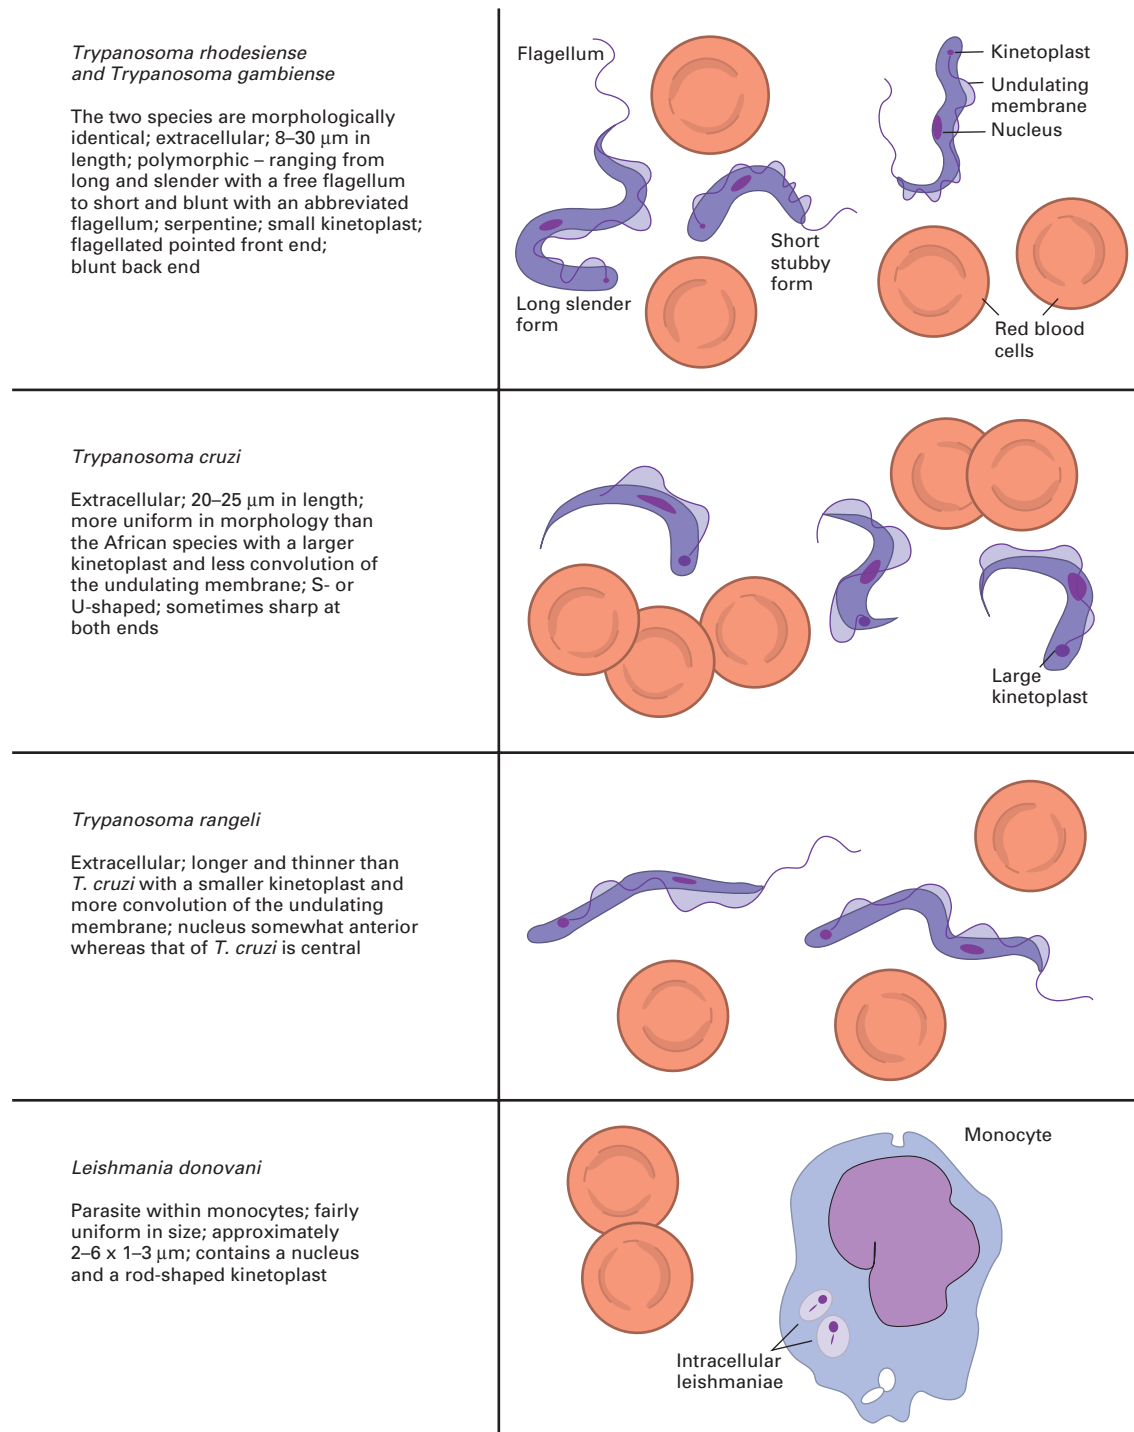 Trypanosoma rhodesiense
and Trypanosoma gambiense
The two species are morphologically
identical; extracellular; 8–30 μm in
length; polymorphic – ranging from
long and slender with a free flagellum
to short and blunt with an abbreviated
flagellum; serpentine; small kinetoplast;
flagellated pointed front end;
blunt back end
Flagellum
Kinetoplast
Undulating
membrane
Nucleus
Short
stubby
form
Long slender
form
Red blood
cells
Trypanosoma cruzi
Extracellular; 20–25 μm in length;
more uniform in morphology than
the African species with a larger
kinetoplast and less convolution of
the undulating membrane; S- or
U-shaped; sometimes sharp at
both ends
Large
kinetoplast
Trypanosoma rangeli
Extracellular; longer and thinner than
T. cruzi with a smaller kinetoplast and
more convolution of the undulating
membrane; nucleus somewhat anterior
whereas that of T. cruzi is central
Leishmania donovani
Parasite within monocytes; fairly
uniform in size; approximately
2–6 x 1–3 μm; contains a nucleus
and a rod-shaped kinetoplast
Monocyte
Intracellular
leishmaniae